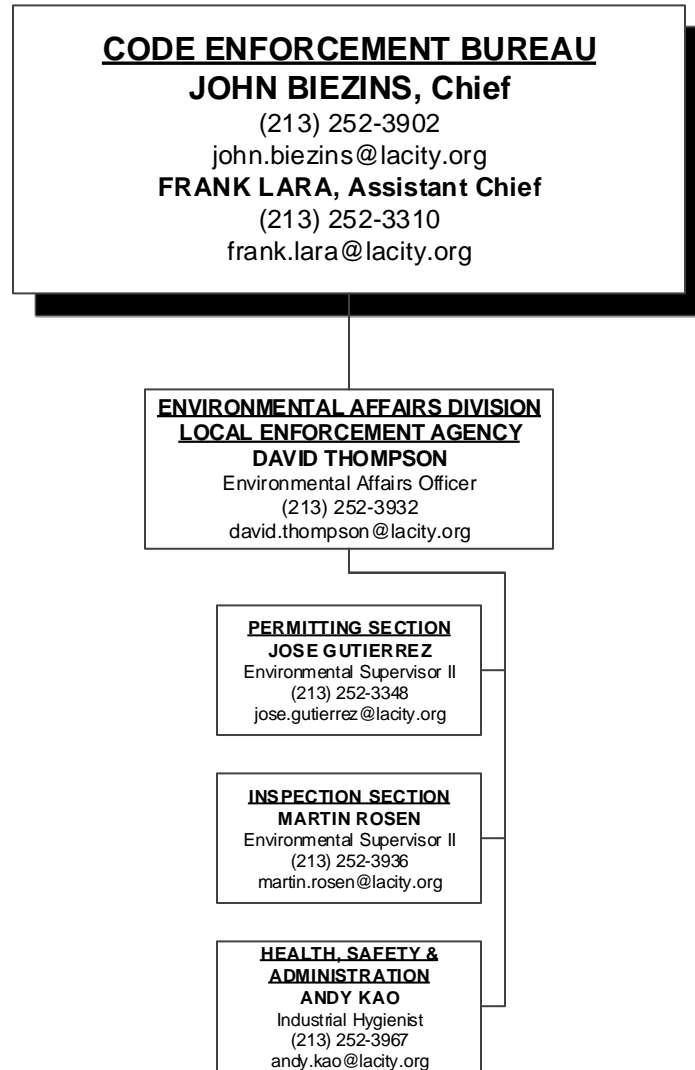 CODE ENFORCEMENT BUREAU
JOHN BIEZINS, Chief
(213) 252-3902
john.biezins@lacity.org
FRANK LARA, Assistant Chief
(213) 252-3310
frank.lara@lacity.org
ENVIRONMENTAL AFFAIRS DIVISION
LOCAL ENFORCEMENT AGENCY
DAVID THOMPSON
Environmental Affairs Officer
(213) 252-3932
david.thompson@lacity.org
PERMITTING SECTION
JOSE GUTIERREZ
Environmental Supervisor II
(213) 252-3348
jose.gutierrez@lacity.org
INSPECTION SECTION
MARTIN ROSEN
Environmental Supervisor II
(213) 252-3936
martin.rosen@lacity.org
HEALTH, SAFETY &
ADMINISTRATION
ANDY KAO
Industrial Hygienist
(213) 252-3967
andy.kao@lacity.org